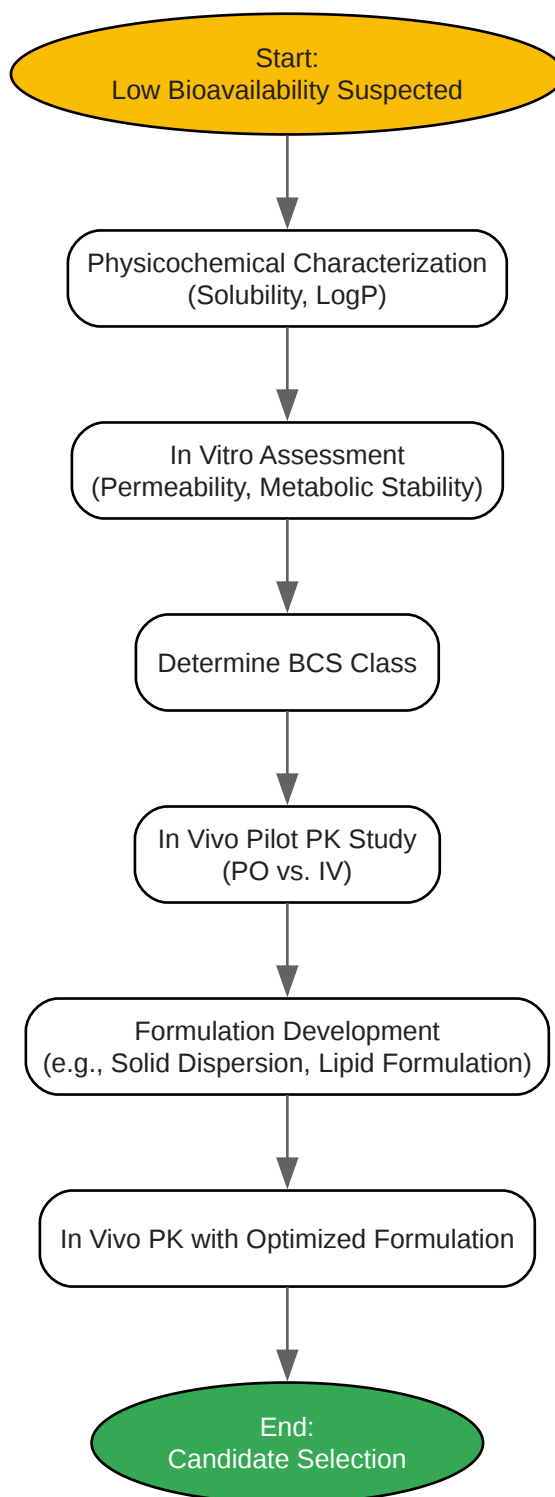 Start:
Low Bioavailability Suspected
Physicochemical Characterization
(Solubility, LogP)
In Vitro Assessment
(Permeability, Metabolic Stability)
Determine BCS Class
In Vivo Pilot PK Study
(PO vs. IV)
Formulation Development
(e.g., Solid Dispersion, Lipid Formulation)
In Vivo PK with Optimized Formulation
End:
Candidate Selection